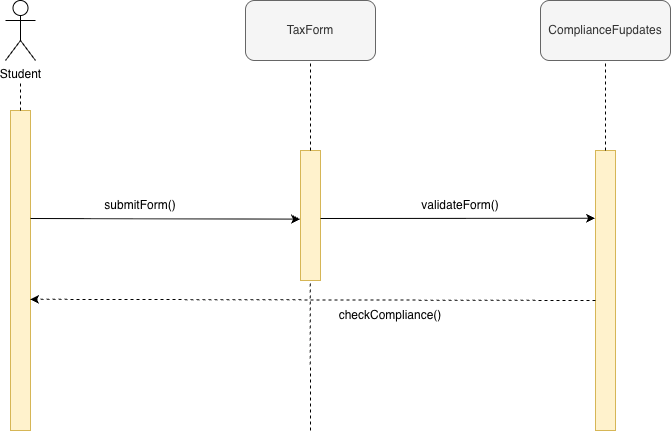 TaxForm
ComplianceFupdates
Student
submitForm()
validateForm()
checkCompliance()